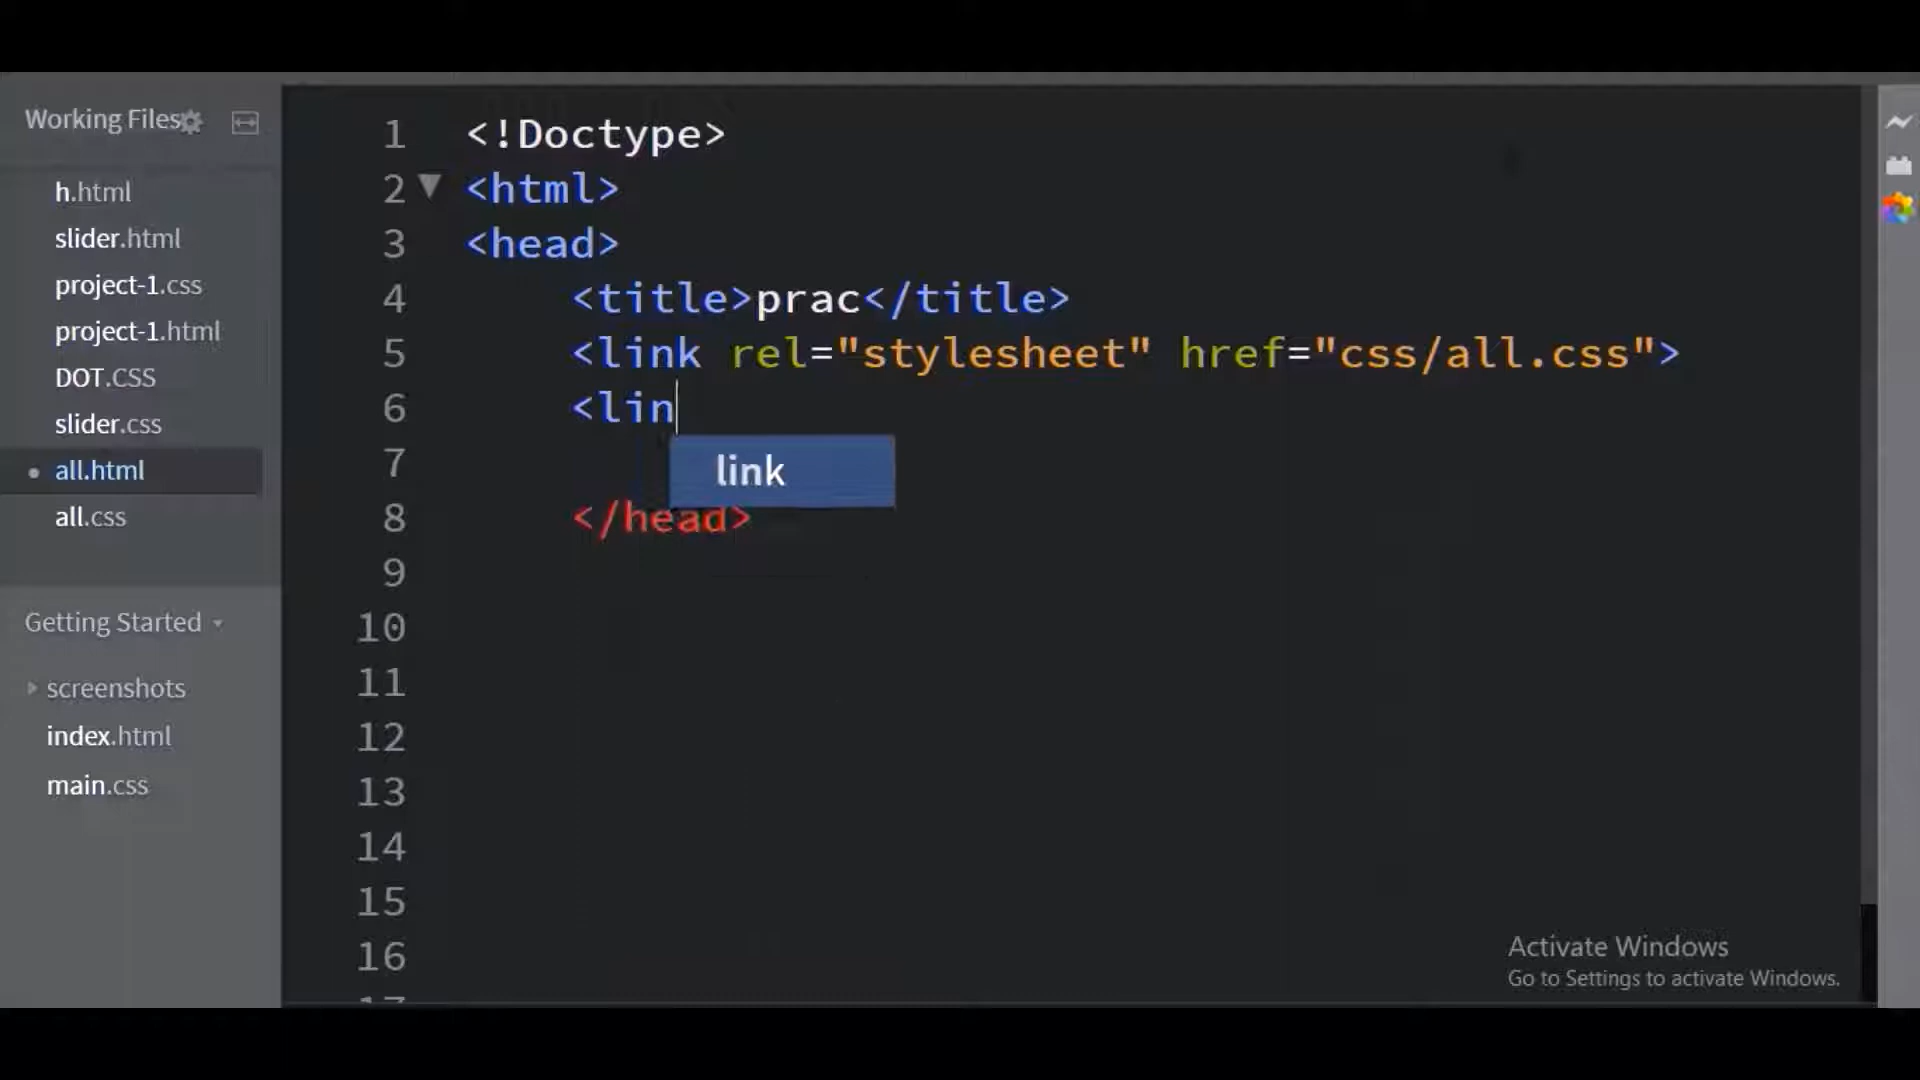 Working Files
h.html
slider.html
project-1.css
project-1.html
DOT.CSS
slider.css
all.html
all.css
Getting Started
screenshots
index.html
main.css
1 <!Doctype>
2 <html>
3 <head>
4 <title>prac</title>
5 <link rel="stylesheet" href="css/all.css">
6 <lin
link
7
8 </head>
9
10
11
12
13
14
15
16
Activate Windows
Go to Settings to activate Windows.